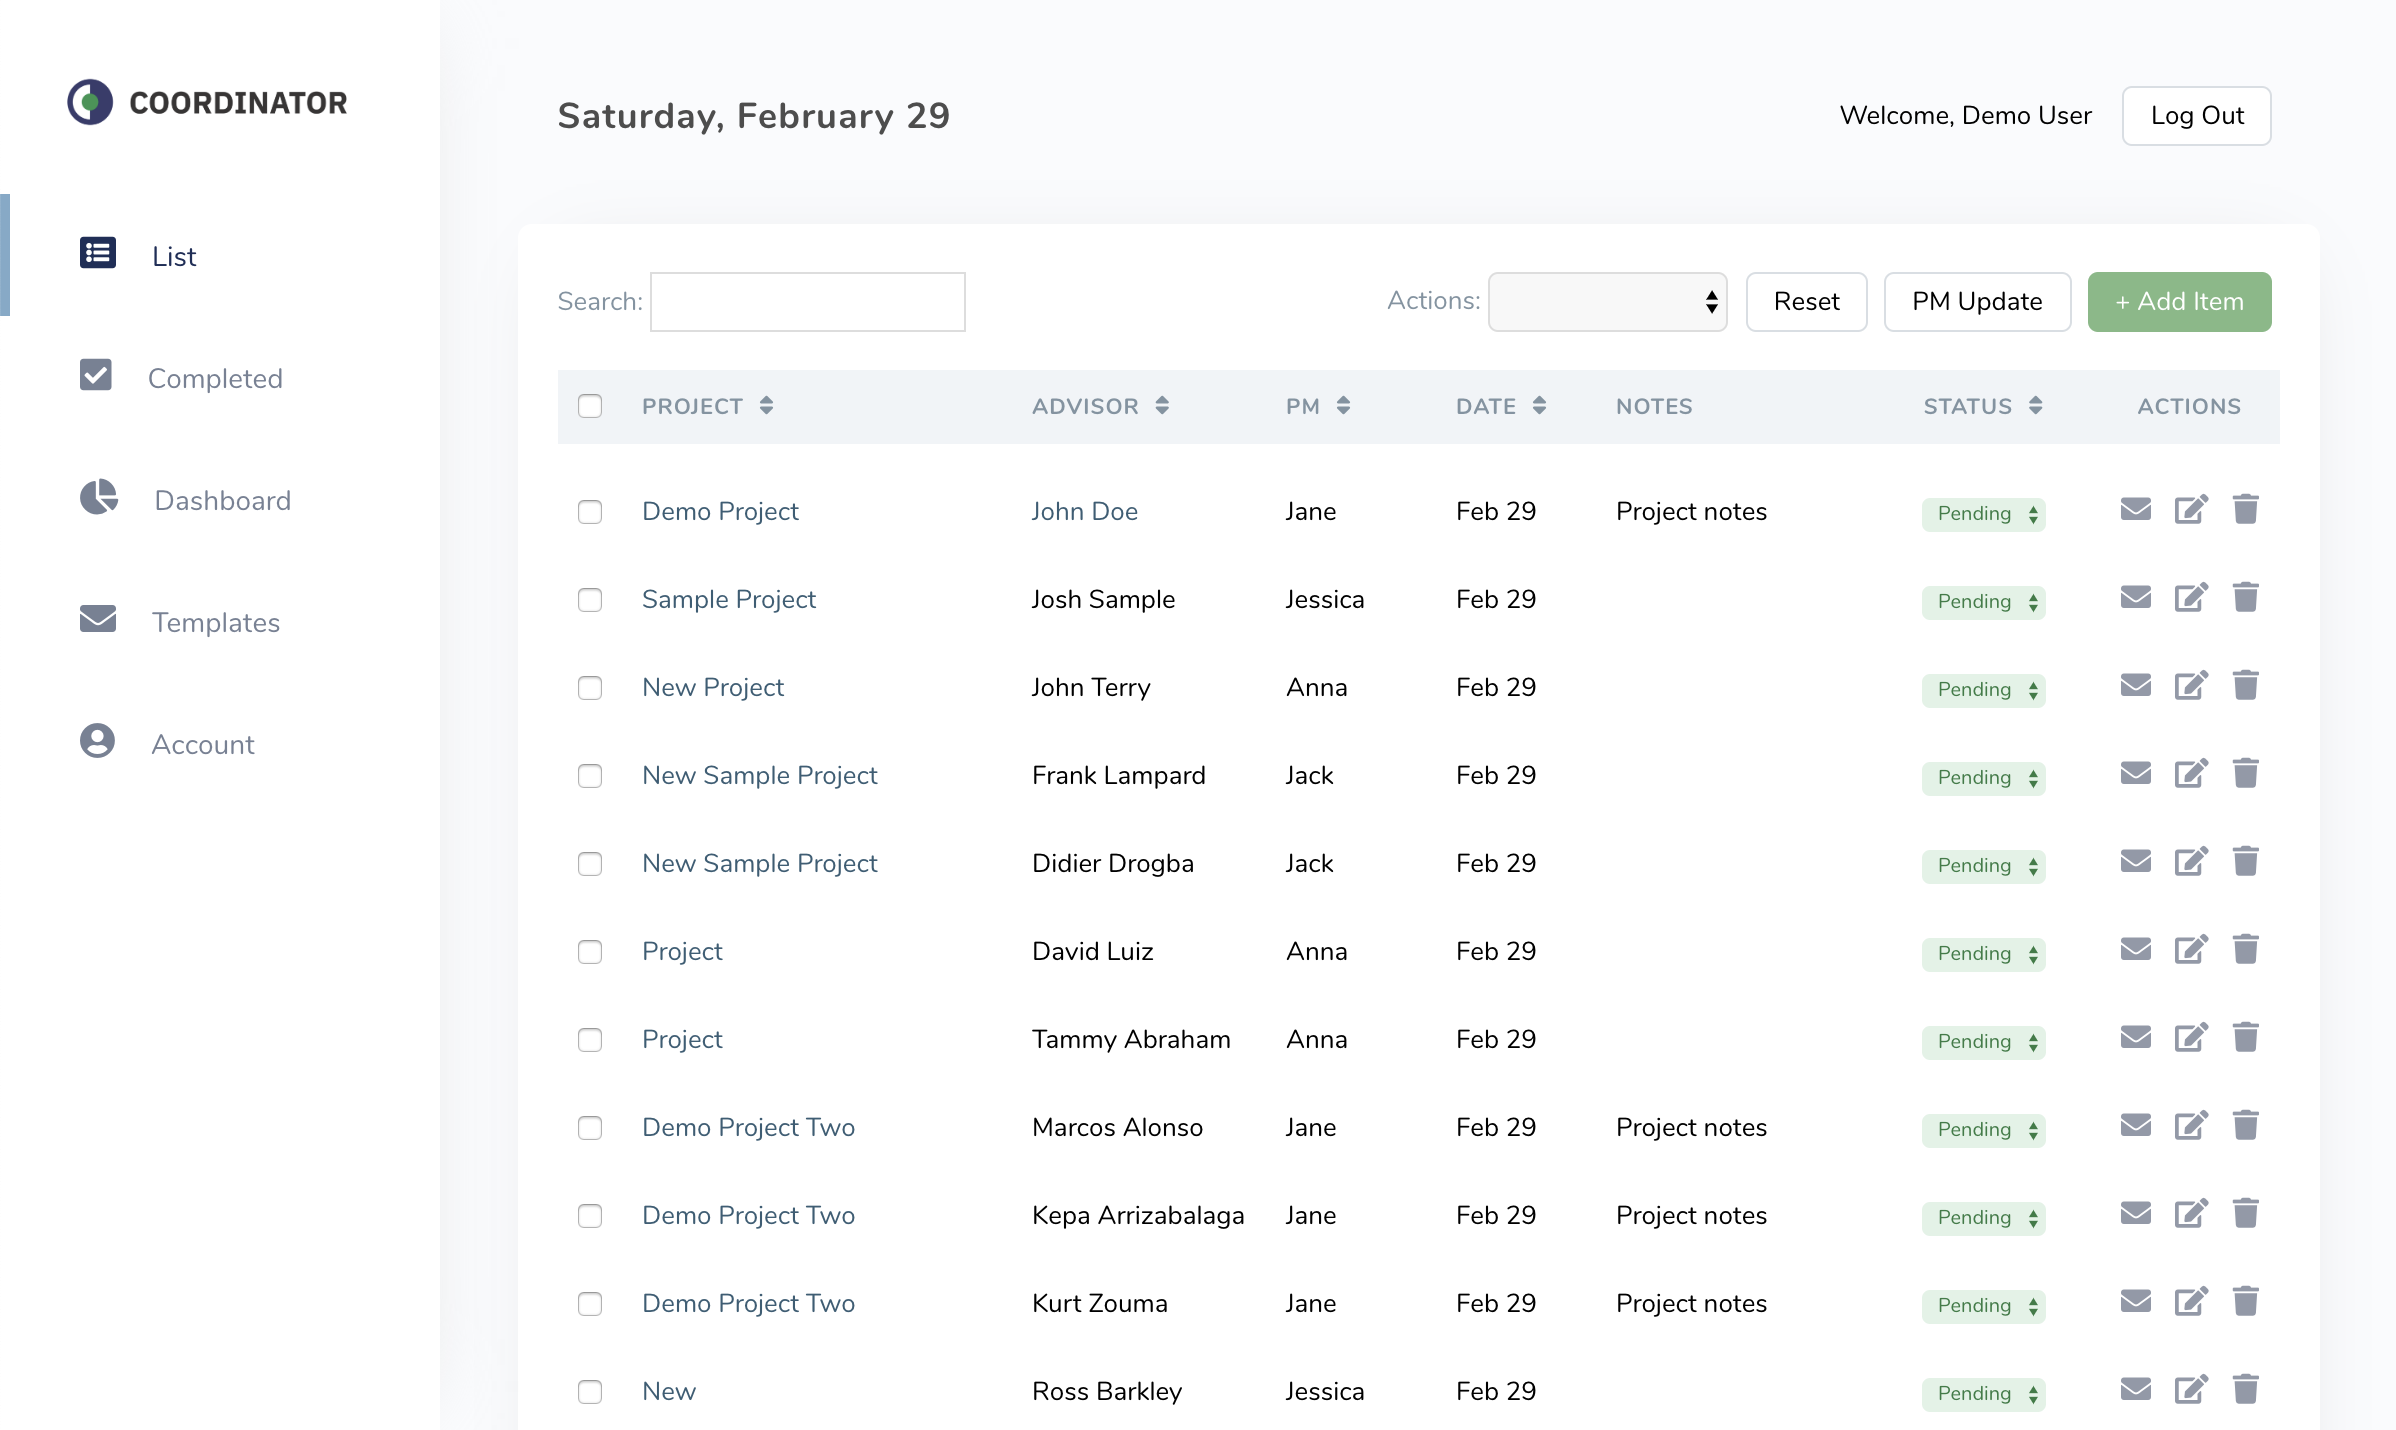 COORDINATOR
Saturday, February 29
Welcome, Demo User
Log Out
List
Completed
Dashboard
Templates
Account
Search:
Actions:
Reset
PM Update
+ Add Item
PROJECT ADVISOR PM DATE NOTES STATUS ACTIONS
Demo Project John Doe Jane Feb 29 Project notes Pending
Sample Project Josh Sample Jessica Feb 29 Pending
New Project John Terry Anna Feb 29 Pending
New Sample Project Frank Lampard Jack Feb 29 Pending
New Sample Project Didier Drogba Jack Feb 29 Pending
Project David Luiz Anna Feb 29 Pending
Project Tammy Abraham Anna Feb 29 Pending
Demo Project Two Marcos Alonso Jane Feb 29 Project notes Pending
Demo Project Two Kepa Arrizabalaga Jane Feb 29 Project notes Pending
Demo Project Two Kurt Zouma Jane Feb 29 Project notes Pending
New Ross Barkley Jessica Feb 29 Pending